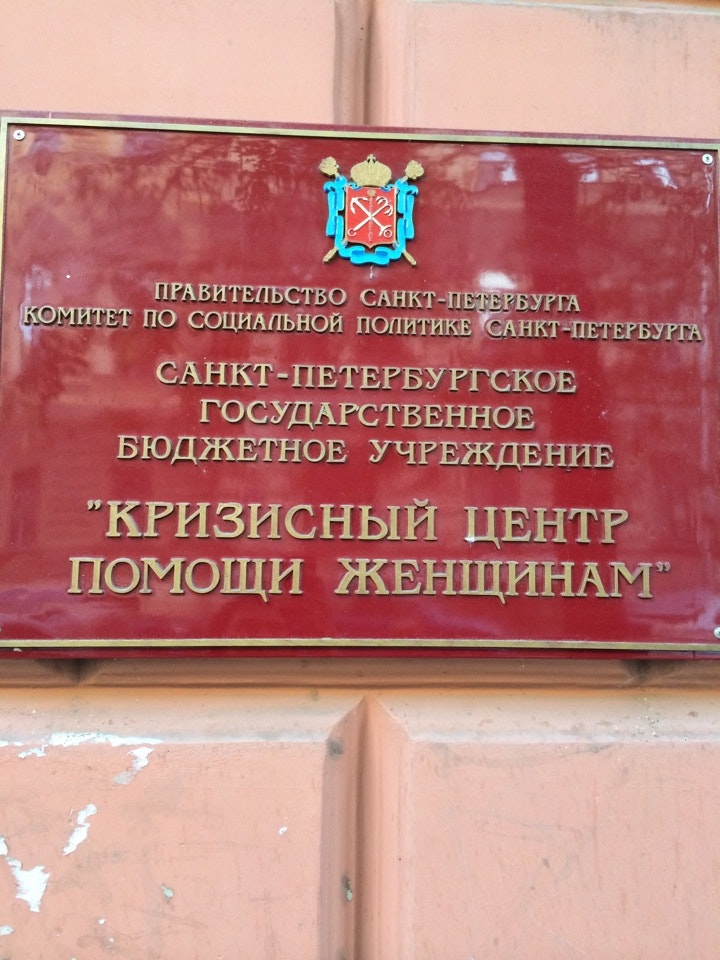 ПРАВИТЕЛЬСТВО САНКТ-ПЕТЕРБУРГА
КОМИТЕТ ПО СОЦИАЛЬНОЙ ПОЛИТИКЕ САНКТ-ПЕТЕРБУРГА
САНКТ-ПЕТЕРБУРГСКОЕ
ГОСУДАРСТВЕННОЕ
БЮДЖЕТНОЕ УЧРЕЖДЕНИЕ
"КРИЗИСНЫЙ ЦЕНТР
ПОМОЩИ ЖЕНЩИНАМ"